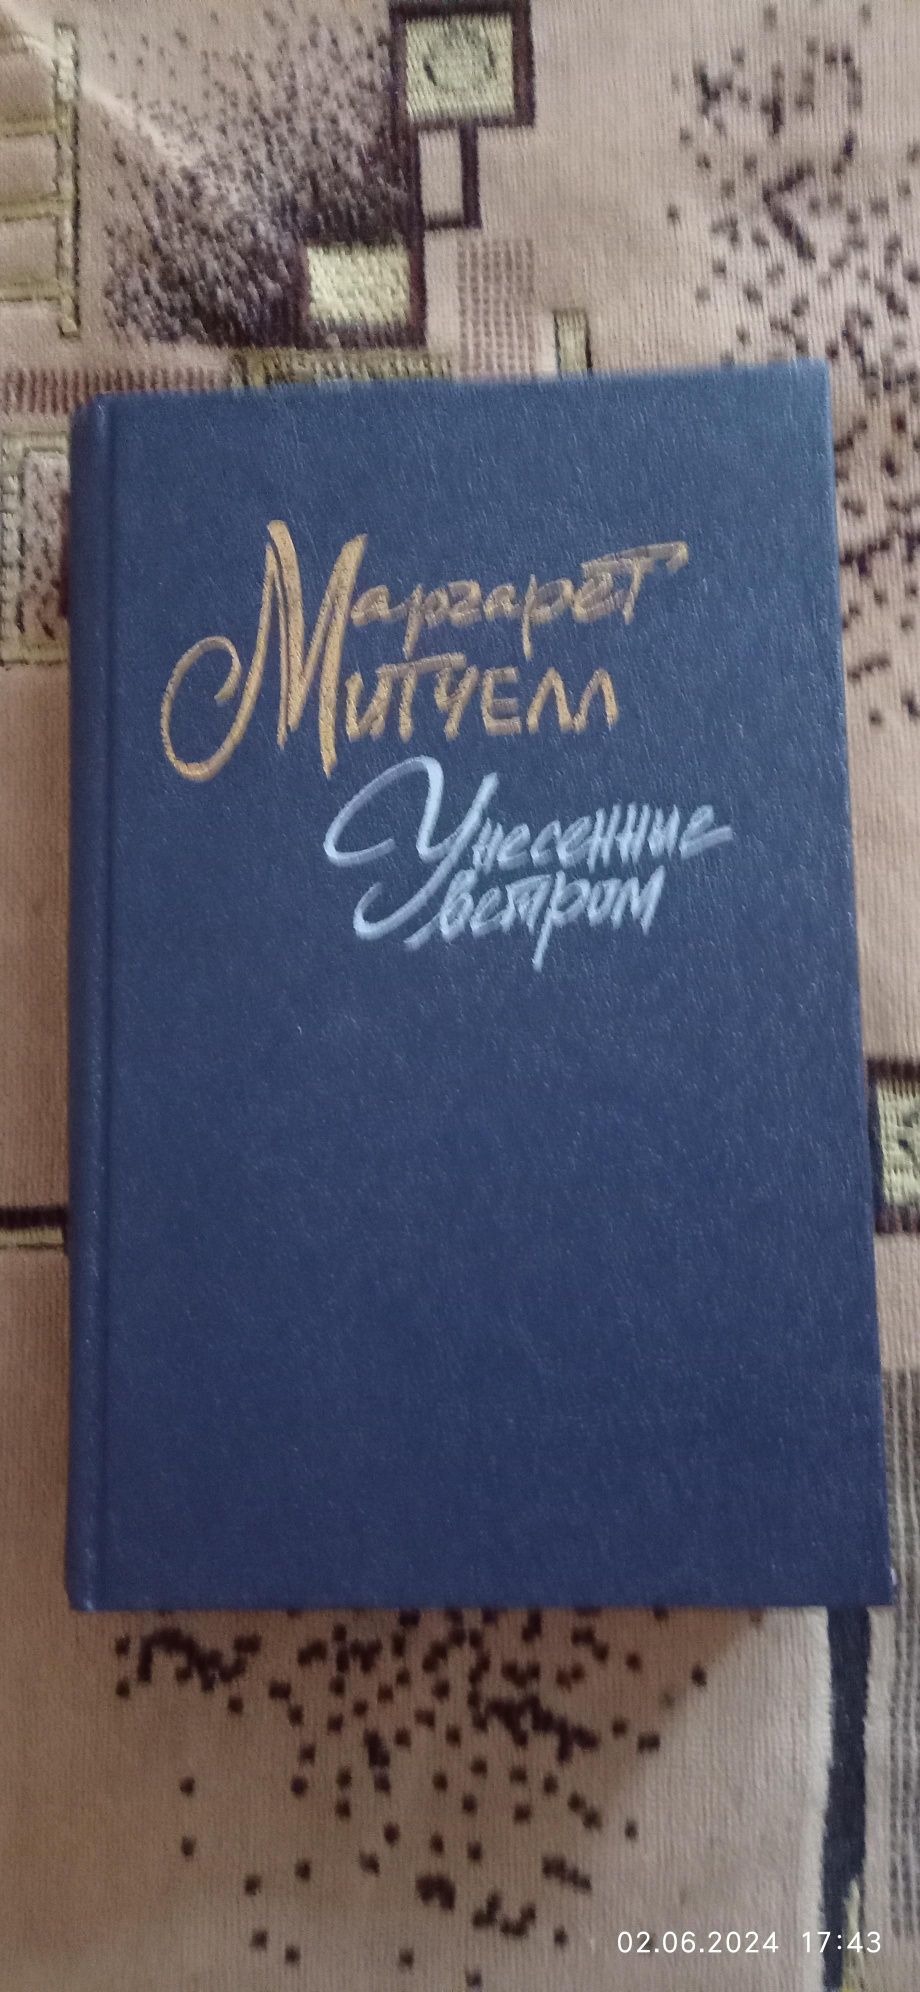 Маргарет
Митчелл
Унесенные
ветром
02.06.2024 17:43